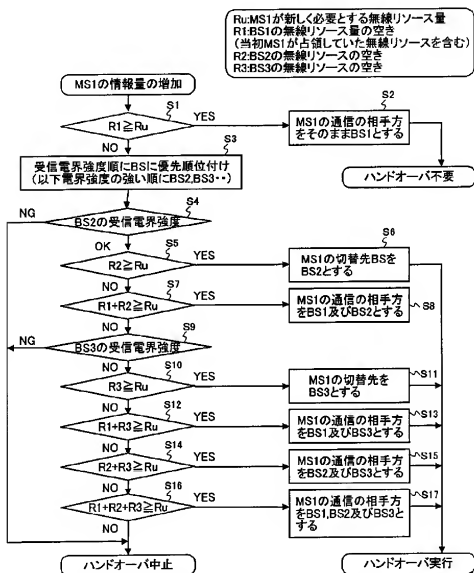 Ru:MS1が新しく必要とする無線リソース量
R1:BS1の無線リソース量の空き
(当初MS1が占領していた無線リソースを含む)
R2:BS2の無線リソースの空き
R3:BS3の無線リソースの空き
MS1の情報量の増加
S1
R1≧Ru
YES
NO
S2
MS1の通信の相手方
をそのままBS1とする
ハンドオーバ不要
S3
受信電界強度順にBSに優先順位付け
(以下電界強度の強い順にBS2,BS3‥)
S4
BS2の受信電界強度
NG
OK
S5
R2≧Ru
YES
NO
S6
MS1の切替先BSを
BS2とする
S7
R1+R2≧Ru
YES
NO
MS1の通信の相手方
をBS1及びBS2とする
S8
S9
BS3の受信電界強度
NG
NO
S10
R3≧Ru
YES
NO
S11
MS1の切替先を
BS3とする
S12
R1+R3≧Ru
YES
NO
S13
MS1の通信の相手方
をBS1及びBS3とする
S14
R2+R3≧Ru
YES
NO
S15
MS1の通信の相手方
をBS2及びBS3とする
S16
R1+R2+R3≧Ru
YES
NO
S17
MS1の通信の相手方
をBS1,BS2及びBS3と
する
ハンドオーバ中止
ハンドオーバ実行